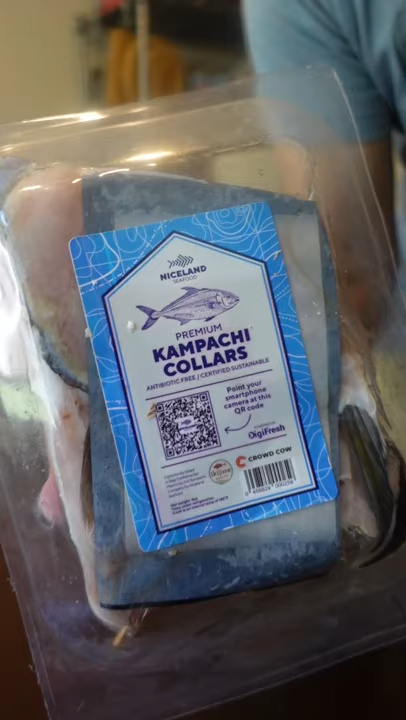 NICELAND
SEAFOOD
PREMIUM
KAMPACHI
COLLARS
ANTIBIOTIC FREE / CERTIFIED SUSTAINABLE
Point your
smartphone
camera at this
QR code
DigiFresh
CROWD COW